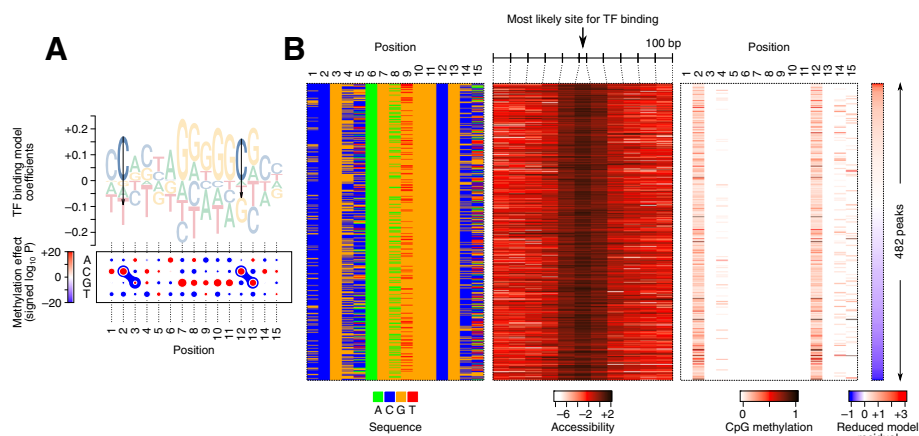 A
TF binding model
coefficients
+0.2
+0.1
0
−0.1
−0.2
Methylation effect
(signed log10 P)
+20
+10
0
−10
−20
A
C
G
T
1 2 3 4 5 6 7 8 9 10 11 12 13 14 15
Position
B
Most likely site for TF binding
Position
100 bp
Position
1 2 3 4 5 6 7 8 9 10 11 12 13 14 15
1 2 3 4 5 6 7 8 9 10 11 12 13 14 15
482 peaks
A C G T
Sequence
−6 −2 +2
Accessibility
0 1
CpG methylation
−1 0 +1 +3
Reduced model